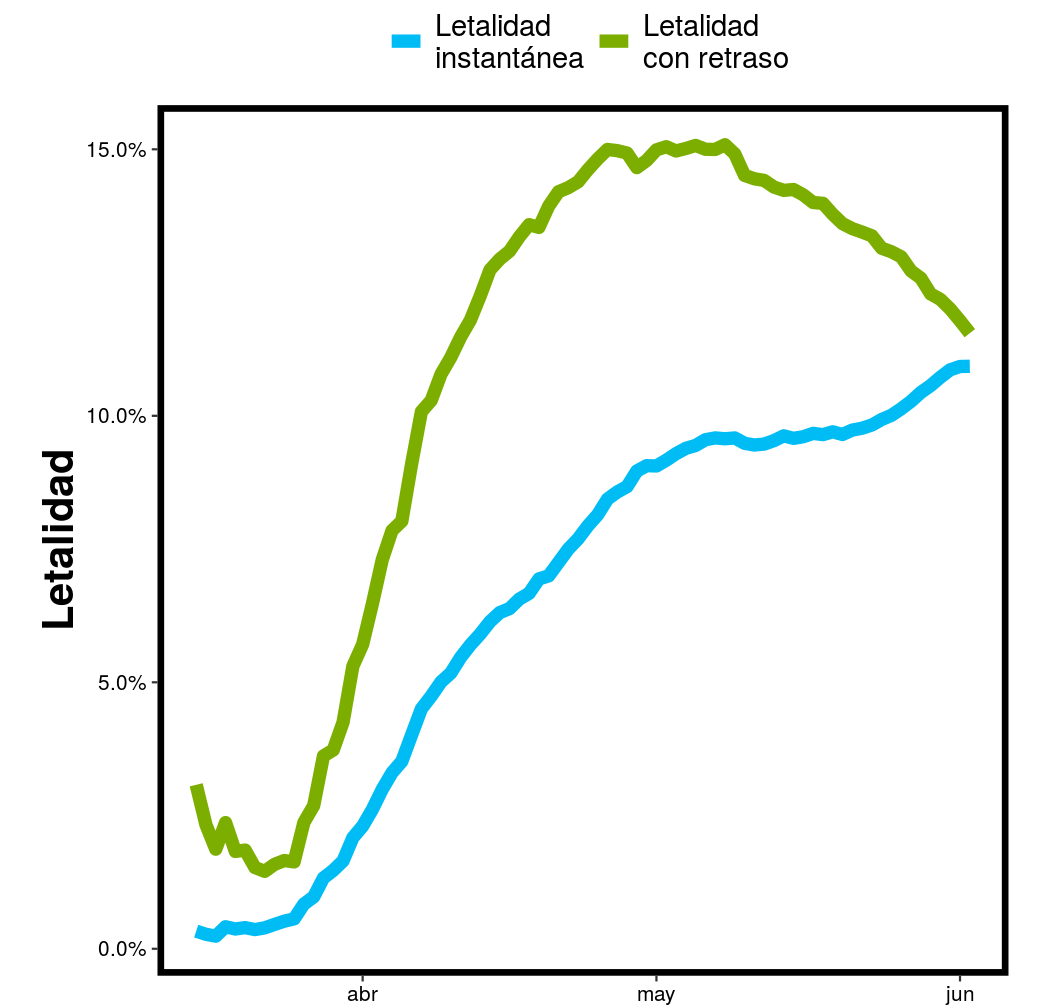 Letalidad
instantánea
Letalidad
con retraso
15.0%
10.0%
5.0%
0.0%
Letalidad
abr
may
jun